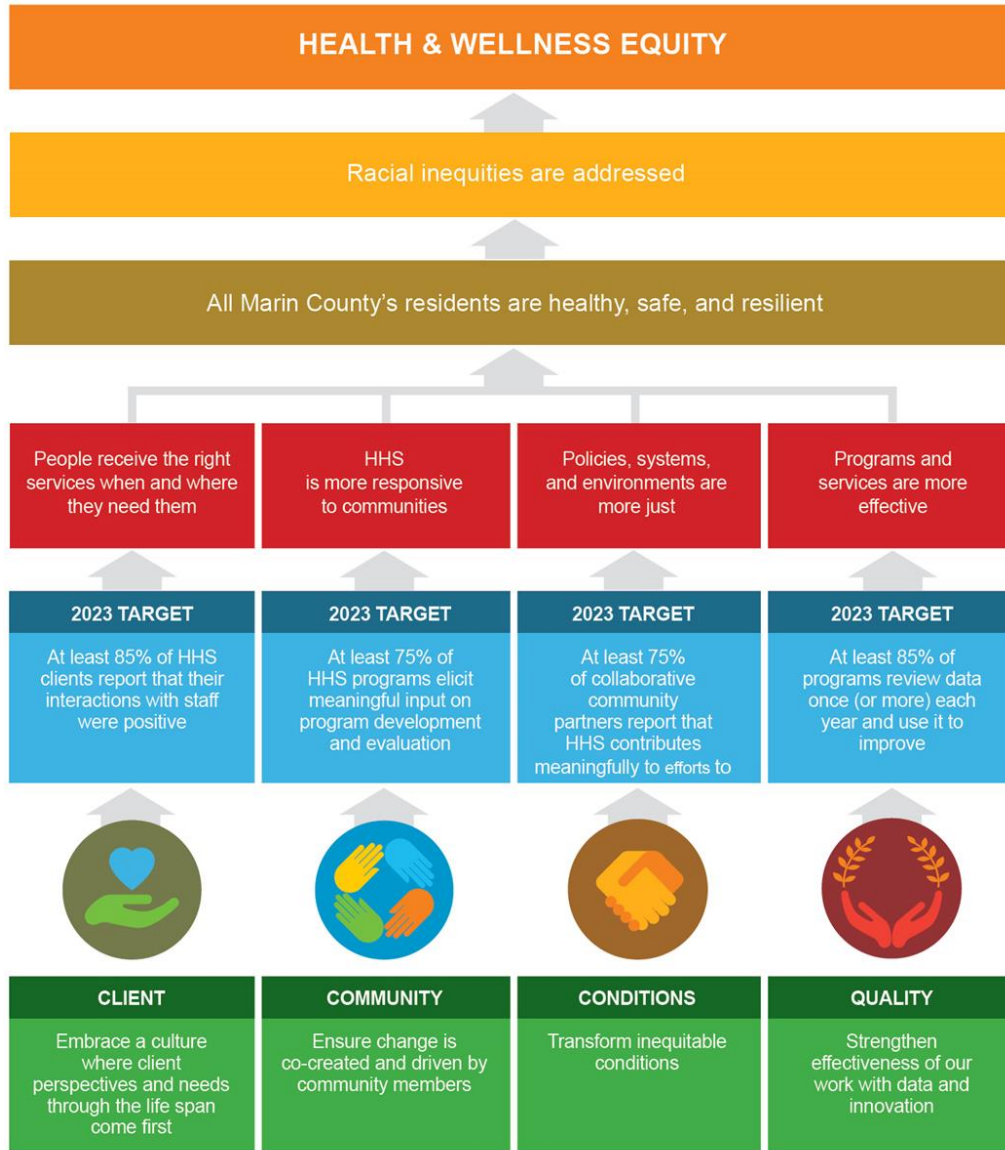 HEALTH & WELLNESS EQUITY
Racial inequities are addressed
All Marin County's residents are healthy, safe, and resilient
People receive the right
services when and where
they need them
HHS
is more responsive
to communities
Policies, systems,
and environments are
more just
Programs and
services are more
effective
2023 TARGET
At least 85% of HHS
clients report that their
interactions with staff
were positive
2023 TARGET
At least 75% of
HHS programs elicit
meaningful input on
program development
and evaluation
2023 TARGET
At least 75%
of collaborative
community
partners report that
HHS contributes
meaningfully to efforts to
2023 TARGET
At least 85% of
programs review data
once (or more) each
year and use it to
improve
CLIENT
Embrace a culture
where client
perspectives and needs
through the life span
come first
COMMUNITY
Ensure change is
co-created and driven by
community members
CONDITIONS
Transform inequitable
conditions
QUALITY
Strengthen
effectiveness of our
work with data and
innovation